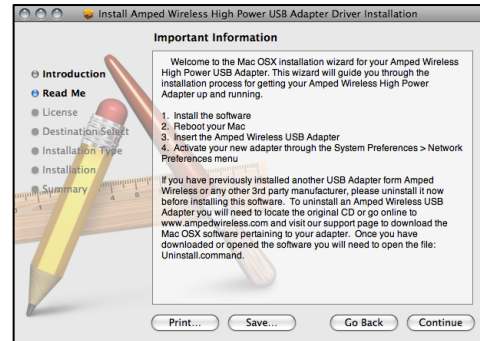 Install Amped Wireless High Power USB Adapter Driver Installation
Important Information
Introduction
Read Me
License
Destination Select
Installation Type
Installation
Summary
Welcome to the Mac OSX installation wizard for your Amped Wireless
High Power USB Adapter. This wizard will guide you through the
installation process for getting your Amped Wireless High Power
Adapter up and running.
1. Install the software
2. Reboot your Mac
3. Insert the Amped Wireless USB Adapter
4. Activate your new adapter through the System Preferences > Network
Preferences menu
If you have previously installed another USB Adapter form Amped
Wireless or any other 3rd party manufacturer, please uninstall it now
before installing this software. To uninstall an Amped Wireless USB
Adapter you will need to locate the original CD or go online to
www.ampedwireless.com and visit our support page to download the
Mac OSX software pertaining to your adapter. Once you have
downloaded or opened the software you will need to open the file:
Uninstall.command.
Print... Save... Go Back Continue